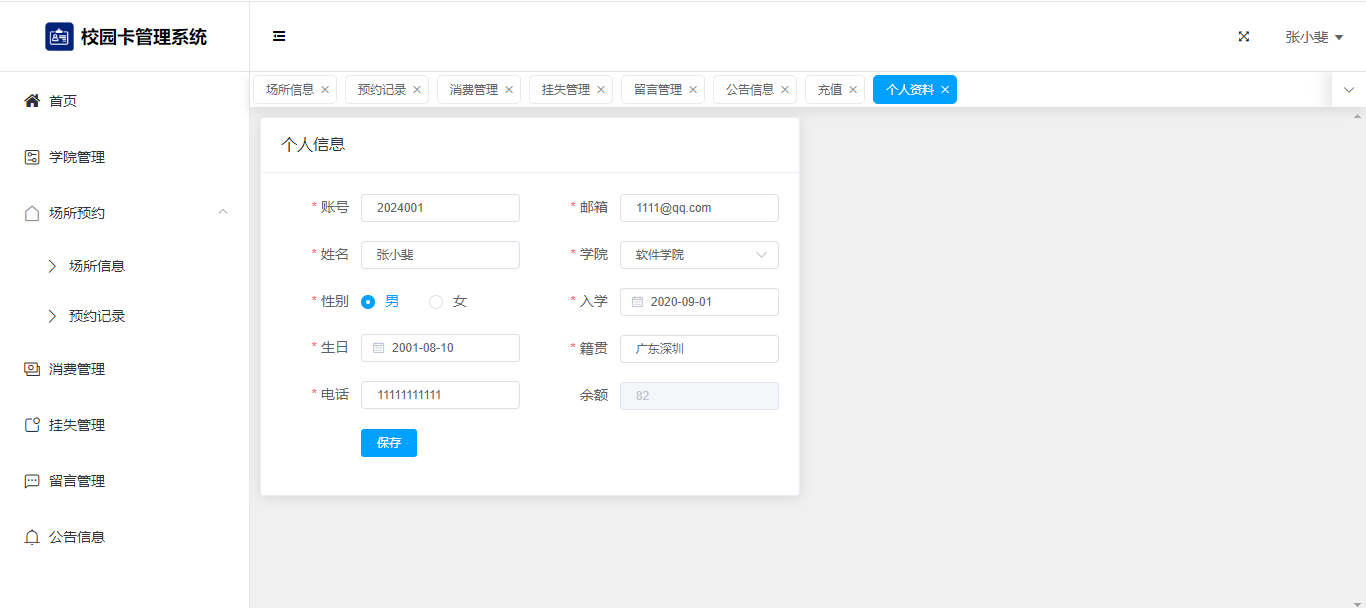 校园卡管理系统
张小斐
首页
学院管理
场所预约
场所信息
预约记录
消费管理
挂失管理
留言管理
公告信息
场所信息 预约记录 消费管理 挂失管理 留言管理 公告信息 充值 个人资料
个人信息
* 账号 2024001 * 邮箱 1111@qq.com
* 姓名 张小斐 * 学院 软件学院
* 性别 男 女 * 入学 2020-09-01
* 生日 2001-08-10 * 籍贯 广东深圳
* 电话 11111111111 余额 82
保存